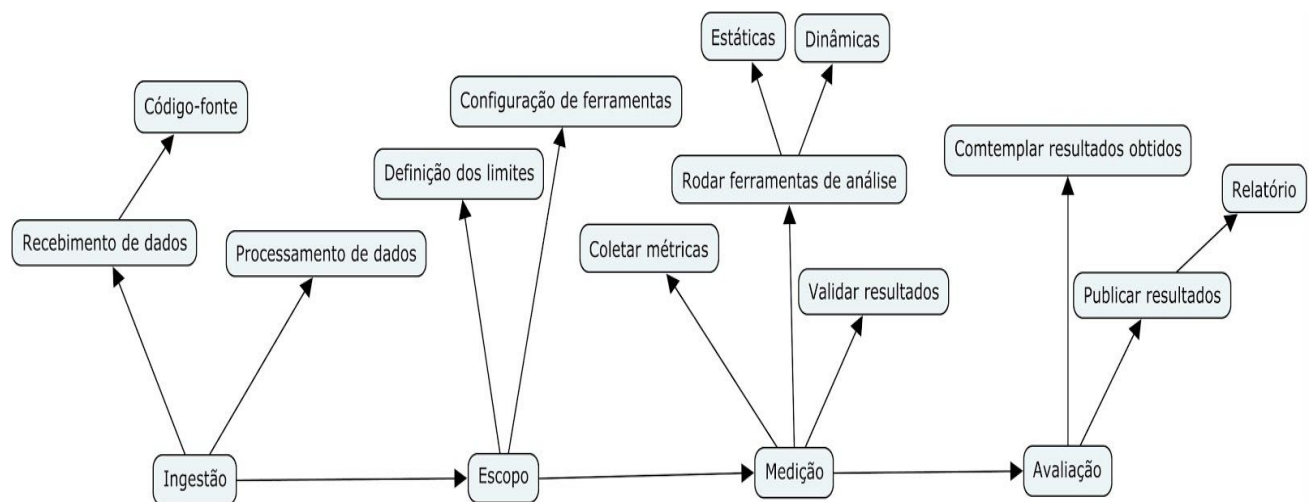 Estáticas
Dinâmicas
Código-fonte
Configuração de ferramentas
Definição dos limites
Rodar ferramentas de análise
Comtemplar resultados obtidos
Relatório
Recebimento de dados
Processamento de dados
Coletar métricas
Validar resultados
Publicar resultados
Ingestão
Escopo
Medição
Avaliação